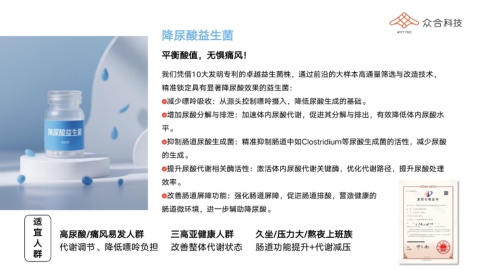 众合科技
降尿酸益生菌
平衡酸值，无惧痛风！
我们凭借10大发明专利的卓越益生菌株，通过前沿的大样本高通量筛选与改造技术，
精准锁定具有显著降尿酸效果的益生菌：
减少嘌呤吸收：从源头控制嘌呤摄入，降低尿酸生成的基础。
增加尿酸分解与排泄：加速体内尿酸代谢，促进其分解与排出，有效降低体内尿酸水
平。
抑制肠道尿酸生成菌：精准抑制肠道中如Clostridium等尿酸生成菌的活性，减少尿酸
的生成。
提升尿酸代谢相关酶活性：激活体内尿酸代谢关键酶，优化代谢路径，提升尿酸处理
效率。
改善肠道屏障功能：强化肠道屏障，促进肠道排酸，营造健康的
肠道微环境，进一步辅助降尿酸。
降尿酸益生菌
适宜人群
高尿酸/痛风易发人群
代谢调节、降低嘌呤负担
三高亚健康人群
改善整体代谢状态
久坐/压力大/熬夜上班族
肠道功能提升+代谢减压